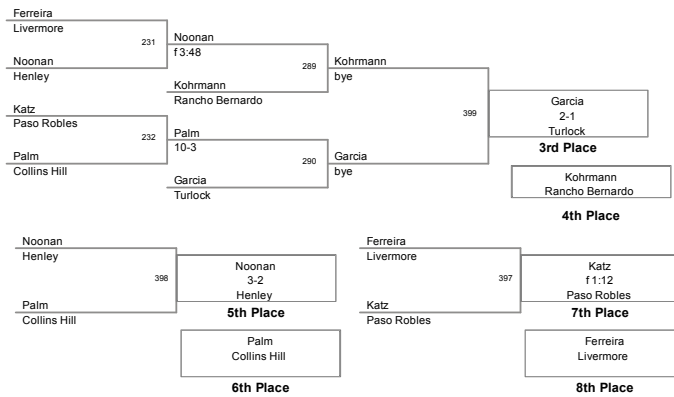 Ferreira
Livermore
231
Noonan
Henley
Noonan
f 3:48
289
Kohrmann
Rancho Bernardo
Kohrmann
bye
Katz
Paso Robles
232
Palm
Collins Hill
Palm
10-3
290
Garcia
Turlock
Garcia
bye
399
Garcia
2-1
Turlock
3rd Place
Kohrmann
Rancho Bernardo
4th Place
Noonan
Henley
398
Palm
Collins Hill
Noonan
3-2
Henley
5th Place
Palm
Collins Hill
6th Place
Ferreira
Livermore
397
Katz
Paso Robles
Katz
f 1:12
Paso Robles
7th Place
Ferreira
Livermore
8th Place